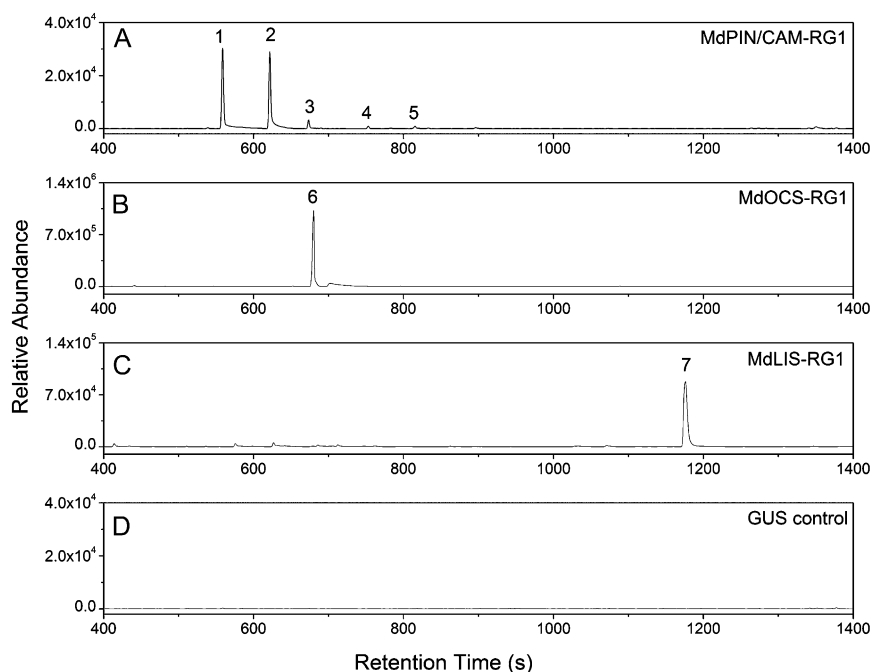 4.0x10⁴
A
1
2
3
4
5
MdPIN/CAM-RG1
2.0x10⁴
0.0
400
600
800
1000
1200
1400
1.4x10⁶
B
6
MdOCS-RG1
7.0x10⁵
0.0
400
600
800
1000
1200
1400
1.4x10⁵
C
7
MdLIS-RG1
7.0x10⁴
0.0
400
600
800
1000
1200
1400
4.0x10⁴
D
GUS control
2.0x10⁴
0.0
400
600
800
1000
1200
1400
Relative Abundance
Retention Time (s)